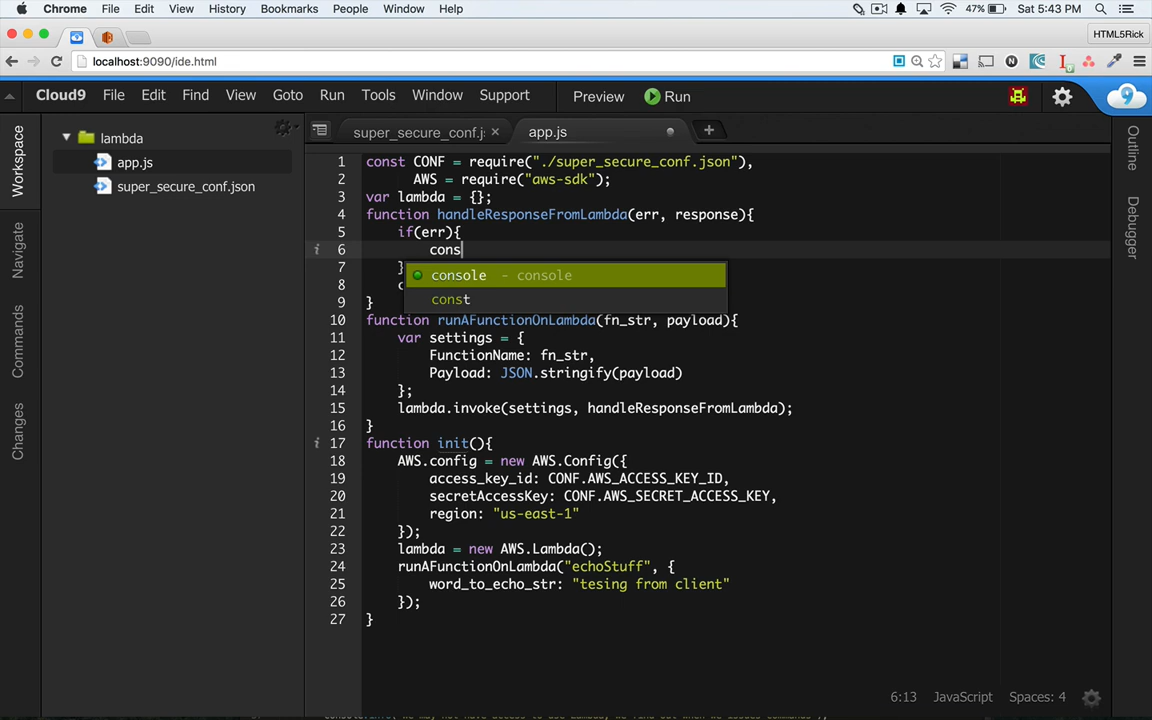 Chrome File Edit View History Bookmarks People Window Help 47% Sat 5:43 PM
HTML5Rick
localhost:9090/ide.html
Cloud9 File Edit Find View Goto Run Tools Window Support Preview Run
Workspace
Navigate
Commands
Changes
lambda
app.js
super_secure_conf.json
super_secure_conf.j × app.js
1 const CONF = require("./super_secure_conf.json"),
2 AWS = require("aws-sdk");
3 var lambda = {};
4 function handleResponseFromLambda(err, response){
5 if(err){
6 cons
console – console
const
7 }
8 c
9 }
10 function runAFunctionOnLambda(fn_str, payload){
11 var settings = {
12 FunctionName: fn_str,
13 Payload: JSON.stringify(payload)
14 };
15 lambda.invoke(settings, handleResponseFromLambda);
16 }
17 function init(){
18 AWS.config = new AWS.Config({
19 access_key_id: CONF.AWS_ACCESS_KEY_ID,
20 secretAccessKey: CONF.AWS_SECRET_ACCESS_KEY,
21 region: "us-east-1"
22 });
23 lambda = new AWS.Lambda();
24 runAFunctionOnLambda("echoStuff", {
25 word_to_echo_str: "tesing from client"
26 });
27 }
6:13 JavaScript Spaces: 4
Outline
Debugger